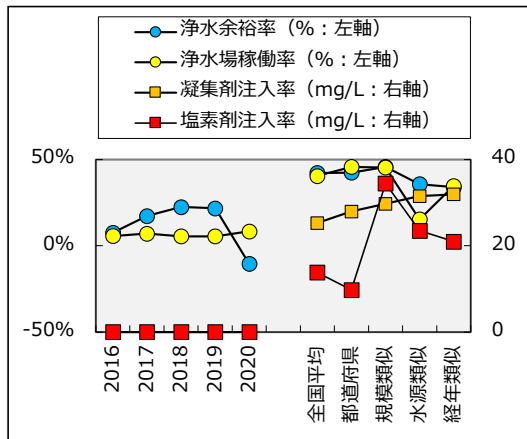 浄水余裕率（%：左軸）
浄水場稼働率（%：左軸）
凝集剤注入率（mg/L：右軸）
塩素剤注入率（mg/L：右軸）
50%
0%
-50%
40
20
0
2016
2017
2018
2019
2020
全国平均
都道府県
規模類似
水源類似
経年類似